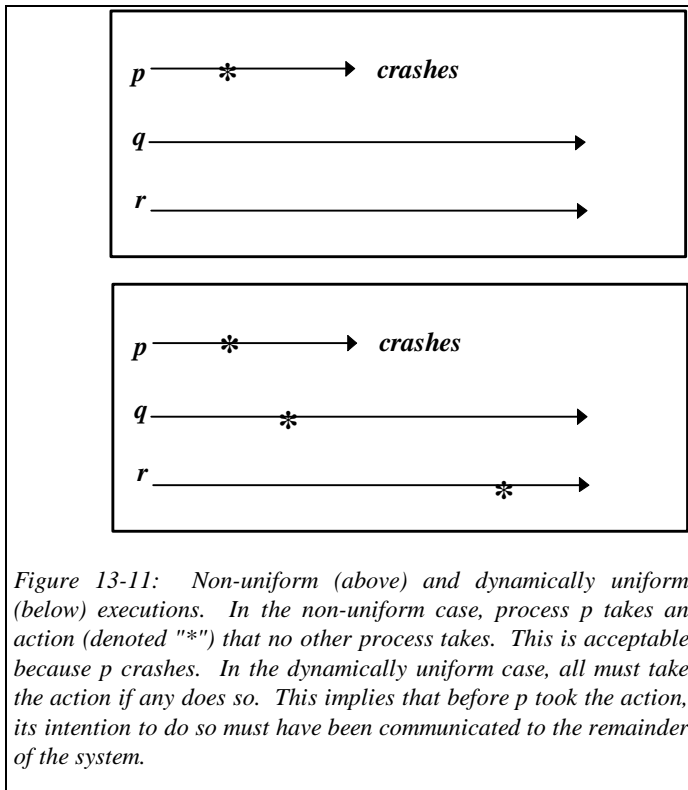 p * crashes
q
r
p * crashes
q *
r *
Figure 13-11: Non-uniform (above) and dynamically uniform
(below) executions. In the non-uniform case, process p takes an
action (denoted "*") that no other process takes. This is acceptable
because p crashes. In the dynamically uniform case, all must take
the action if any does so. This implies that before p took the action,
its intention to do so must have been communicated to the remainder
of the system.